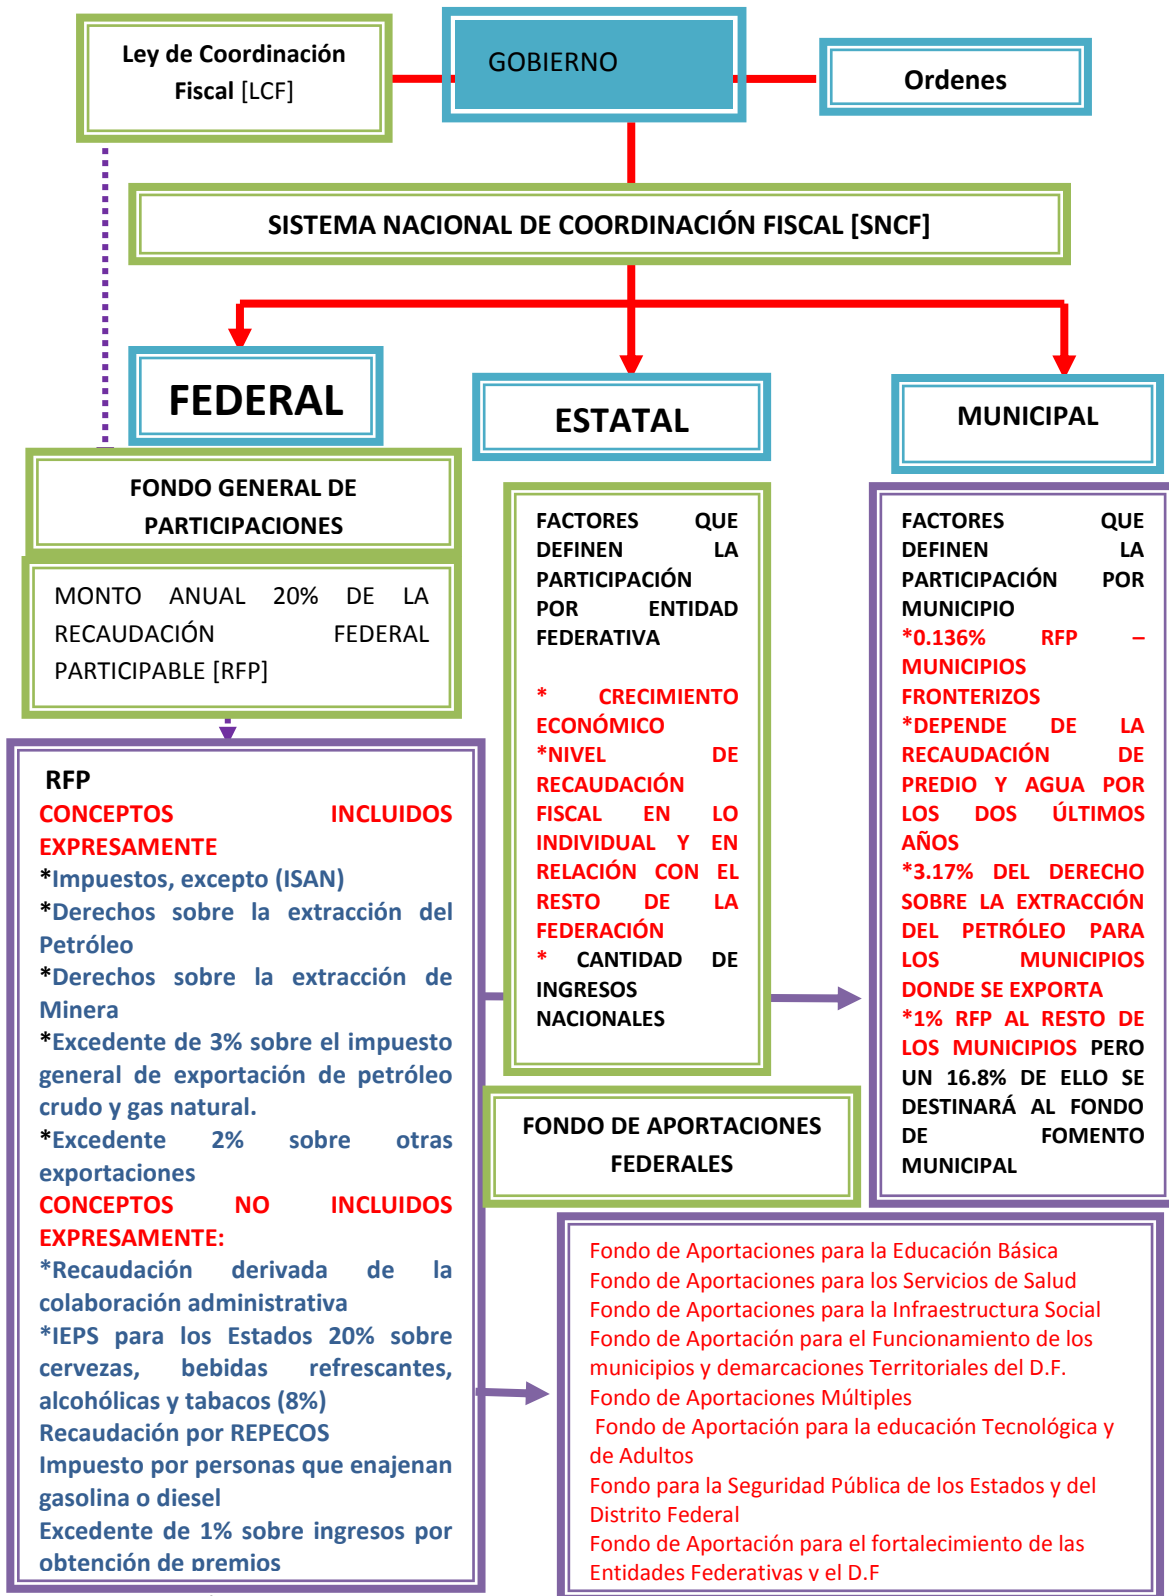 Ley de Coordinación
Fiscal [LCF]
GOBIERNO
Ordenes
SISTEMA NACIONAL DE COORDINACIÓN FISCAL [SNCF]
FEDERAL
ESTATAL
MUNICIPAL
FONDO GENERAL DE
PARTICIPACIONES
MONTO ANUAL 20% DE LA
RECAUDACIÓN FEDERAL
PARTICIPABLE [RFP]
RFP
CONCEPTOS INCLUIDOS
EXPRESAMENTE
*Impuestos, excepto (ISAN)
*Derechos sobre la extracción del
Petróleo
*Derechos sobre la extracción de
Minera
*Excedente de 3% sobre el impuesto
general de exportación de petróleo
crudo y gas natural.
*Excedente 2% sobre otras
exportaciones
CONCEPTOS NO INCLUIDOS
EXPRESAMENTE:
*Recaudación derivada de la
colaboración administrativa
*IEPS para los Estados 20% sobre
cervezas, bebidas refrescantes,
alcohólicas y tabacos (8%)
Recaudación por REPECOS
Impuesto por personas que enajenan
gasolina o diesel
Excedente de 1% sobre ingresos por
obtención de premios
FACTORES QUE
DEFINEN LA
PARTICIPACIÓN
POR ENTIDAD
FEDERATIVA
* CRECIMIENTO
ECONÓMICO
*NIVEL DE
RECAUDACIÓN
FISCAL EN LO
INDIVIDUAL Y EN
RELACIÓN CON EL
RESTO DE LA
FEDERACIÓN
* CANTIDAD DE
INGRESOS
NACIONALES
FACTORES QUE
DEFINEN LA
PARTICIPACIÓN POR
MUNICIPIO
*0.136% RFP –
MUNICIPIOS
FRONTERIZOS
*DEPENDE DE LA
RECAUDACIÓN DE
PREDIO Y AGUA POR
LOS DOS ÚLTIMOS
AÑOS
*3.17% DEL DERECHO
SOBRE LA EXTRACCIÓN
DEL PETRÓLEO PARA
LOS MUNICIPIOS
DONDE SE EXPORTA
*1% RFP AL RESTO DE
LOS MUNICIPIOS PERO
UN 16.8% DE ELLO SE
DESTINARÁ AL FONDO
DE FOMENTO
MUNICIPAL
FONDO DE APORTACIONES
FEDERALES
Fondo de Aportaciones para la Educación Básica
Fondo de Aportaciones para los Servicios de Salud
Fondo de Aportaciones para la Infraestructura Social
Fondo de Aportación para el Funcionamiento de los
municipios y demarcaciones Territoriales del D.F.
Fondo de Aportaciones Múltiples
Fondo de Aportación para la educación Tecnológica y
de Adultos
Fondo para la Seguridad Pública de los Estados y del
Distrito Federal
Fondo de Aportación para el fortalecimiento de las
Entidades Federativas y el D.F